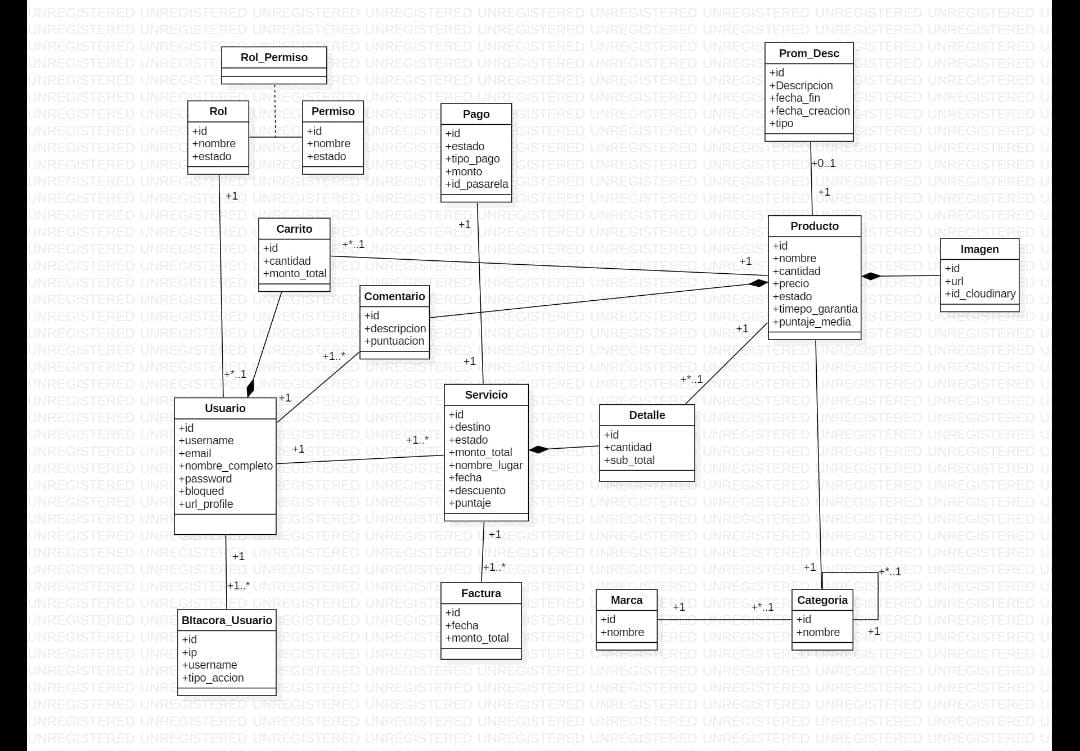 Rol_Permiso
Rol
+id
+nombre
+estado
Permiso
+id
+nombre
+estado
Pago
+id
+estado
+tipo_pago
+monto
+id_pasarela
Prom_Desc
+id
+Descripcion
+fecha_fin
+fecha_creacion
+tipo
+0..1
+1
+1
+1
Carrito
+id
+cantidad
+monto_total
+*..1
+1
Producto
+id
+nombre
+cantidad
+precio
+estado
+timepo_garantia
+puntaje_media
Imagen
+id
+url
+id_cloudinary
Comentario
+id
+descripcion
+puntuacion
+1..*
+1
+*..1
+1
+1
+*..1
Usuario
+id
+username
+email
+nombre_completo
+password
+bloqued
+url_profile
+1
+1..*
Servicio
+id
+destino
+estado
+monto_total
+nombre_lugar
+fecha
+descuento
+puntaje
Detalle
+id
+cantidad
+sub_total
+1
+1..*
+1
+1..*
BItacora_Usuario
+id
+ip
+username
+tipo_accion
Factura
+id
+fecha
+monto_total
Marca
+id
+nombre
+1
+*..1
+1
Categoria
+id
+nombre
+*..1
+1
UNREGISTERED